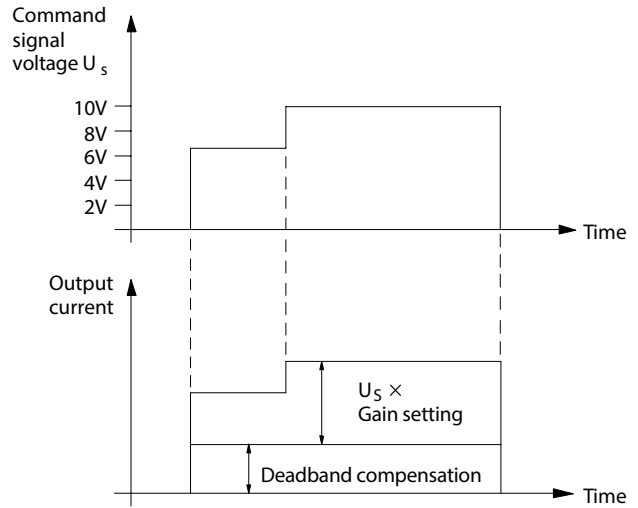 Command
signal
voltage U s
10V
8V
6V
4V
2V
Time
Output
current
U S ×
Gain setting
Deadband compensation
Time